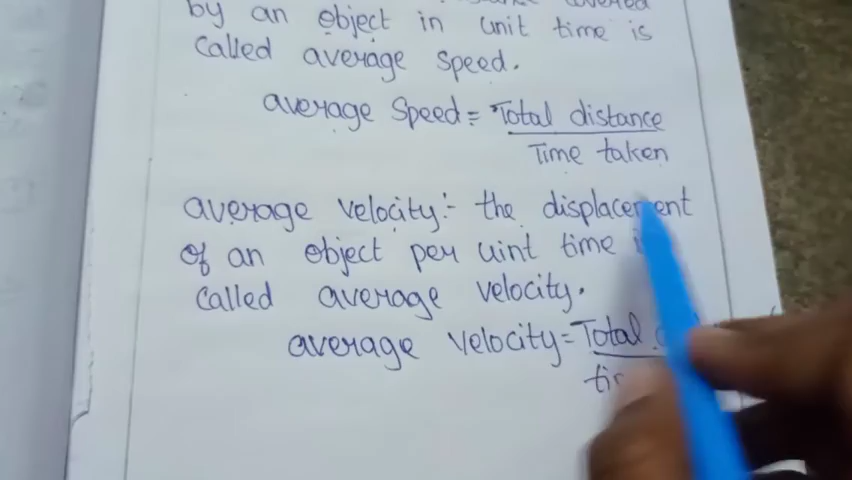 by an object in unit time is
called average speed.
average speed = Total distance
Time taken
average velocity:- the displacement
of an object per uint time
called average velocity.
average velocity = Total